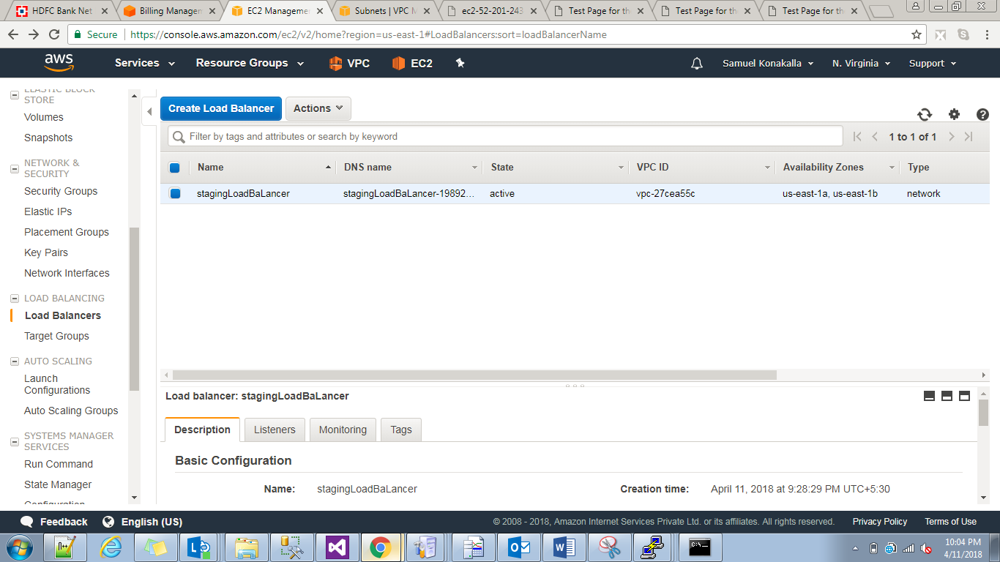 HDFC Bank Net
Billing Managem
EC2 Manageme
Subnets | VPC M
ec2-52-201-243
Test Page for th
Test Page for th
Test Page for th
Secure
https://console.aws.amazon.com/ec2/v2/home?region=us-east-1#LoadBalancers:sort=loadBalancerName
aws
Services
Resource Groups
VPC
EC2
Samuel Konakalla
N. Virginia
Support
ELASTIC BLOCK
STORE
Volumes
Snapshots
NETWORK &
SECURITY
Security Groups
Elastic IPs
Placement Groups
Key Pairs
Network Interfaces
LOAD BALANCING
Load Balancers
Target Groups
AUTO SCALING
Launch
Configurations
Auto Scaling Groups
SYSTEMS MANAGER
SERVICES
Run Command
State Manager
Configuration
Create Load Balancer
Actions
Filter by tags and attributes or search by keyword
1 to 1 of 1
Name DNS name State VPC ID Availability Zones Type
stagingLoadBaLancer stagingLoadBaLancer-19892... active vpc-27cea55c us-east-1a, us-east-1b network
Load balancer: stagingLoadBaLancer
Description Listeners Monitoring Tags
Basic Configuration
Name: stagingLoadBaLancer Creation time: April 11, 2018 at 9:28:29 PM UTC+5:30
Feedback
English (US)
© 2008 - 2018, Amazon Internet Services Private Ltd. or its affiliates. All rights reserved.
Privacy Policy
Terms of Use
10:04 PM
4/11/2018